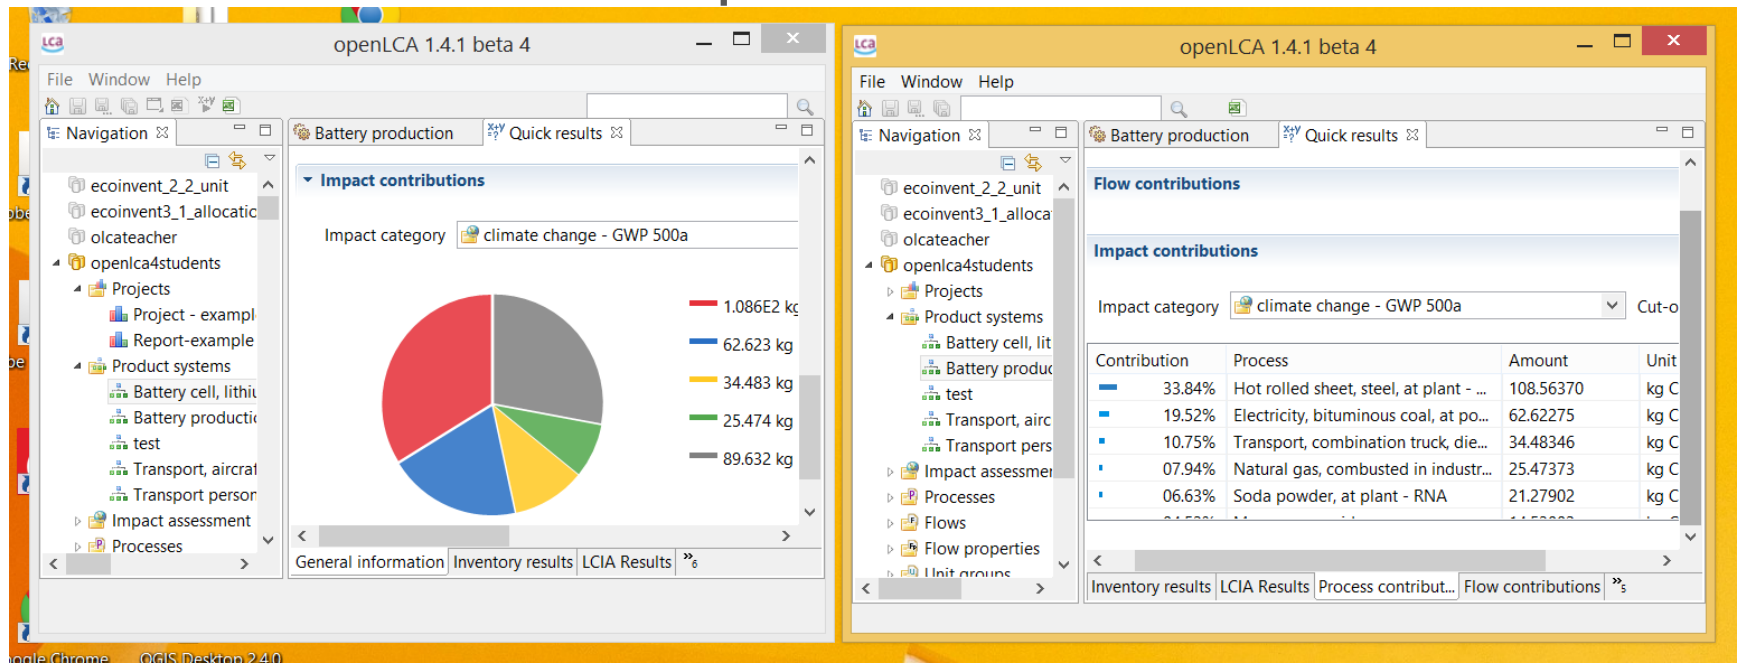 openLCA 1.4.1 beta 4
File Window Help
Navigation
ecoinvent_2_2_unit
ecoinvent3_1_allocatic
olcateacher
openlca4students
Projects
Project - exampl
Report-example
Product systems
Battery cell, lithiu
Battery productio
test
Transport, aircraf
Transport person
Impact assessment
Processes
Battery production
Quick results
Impact contributions
Impact category climate change - GWP 500a
1.086E2 kg
62.623 kg
34.483 kg
25.474 kg
89.632 kg
General information Inventory results LCIA Results »6
openLCA 1.4.1 beta 4
File Window Help
Navigation
ecoinvent_2_2_unit
ecoinvent3_1_alloca
olcateacher
openlca4students
Projects
Product systems
Battery cell, lit
Battery produc
test
Transport, airc
Transport pers
Impact assessmen
Processes
Flows
Flow properties
Unit groups
Battery production
Quick results
Flow contributions
Impact contributions
Impact category climate change - GWP 500a Cut-o
Contribution Process Amount Unit
33.84% Hot rolled sheet, steel, at plant - ... 108.56370 kg C
19.52% Electricity, bituminous coal, at po... 62.62275 kg C
10.75% Transport, combination truck, die... 34.48346 kg C
07.94% Natural gas, combusted in industr... 25.47373 kg C
06.63% Soda powder, at plant - RNA 21.27902 kg C
Inventory results LCIA Results Process contribut... Flow contributions »5
QGIS Desktop 2.4.0